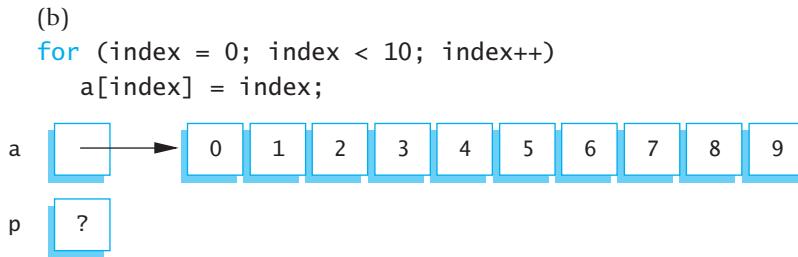 (b)
for (index = 0; index < 10; index++)
a[index] = index;
a 0 1 2 3 4 5 6 7 8 9
p ?